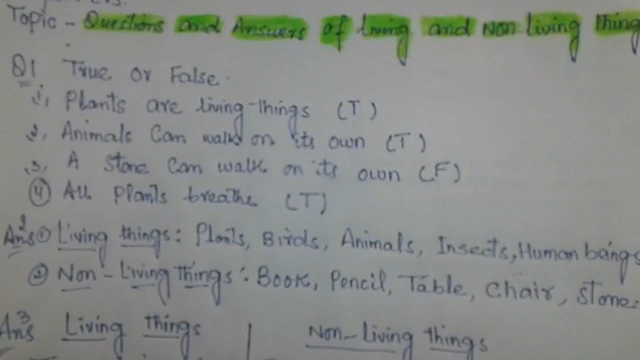 Topic - Questions and Answers of Living and Non Living Thing
Q1 True or False.
1, Plants are living-things (T)
2, Animals Can walk on its own (T)
3, A Stone Can walk on its own (F)
4 All Plants breathe (T)
Ans 2 1 Living things: Plants, Birds, Animals, Insects, Human beings
2 Non-Living Things: Book, Pencil, Table, Chair, Stone.
Ans 3 Living Things | Non-Living things